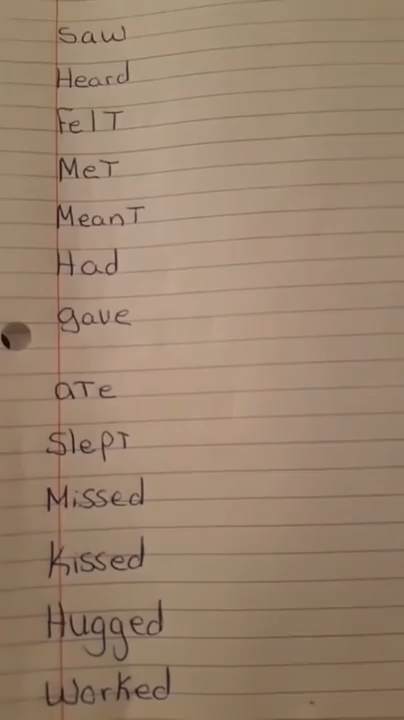 Saw
Heard
FelT
MeT
MeanT
Had
gave
aTe
SlepT
Missed
Kissed
Hugged
Worked